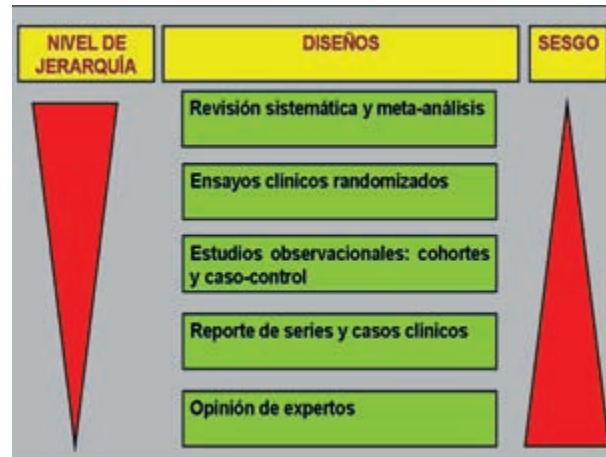 NIVEL DE
JERARQUÍA
DISEÑOS
SESGO
Revisión sistemática y meta-análisis
Ensayos clínicos randomizados
Estudios observacionales: cohortes
y caso-control
Reporte de series y casos clínicos
Opinión de expertos